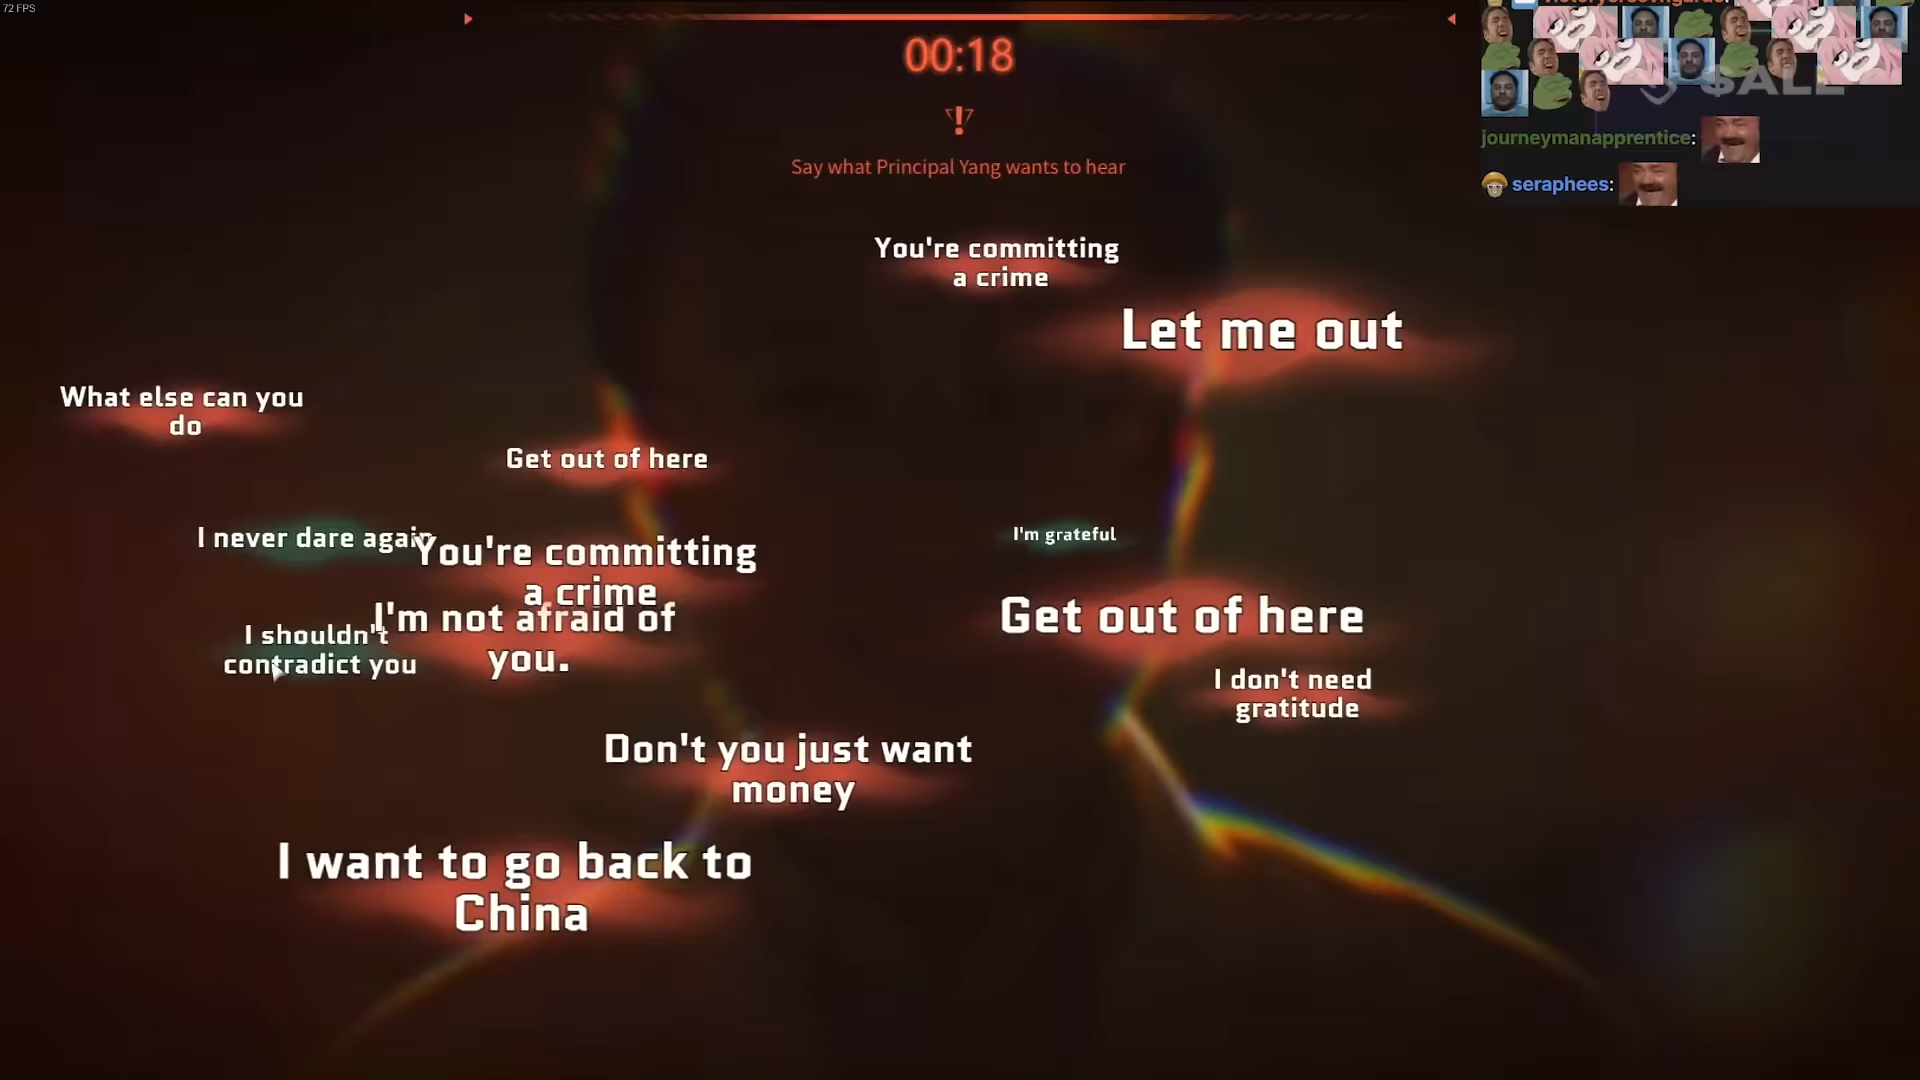 72 FPS
00:18
Say what Principal Yang wants to hear
$ALL
journeymanapprentice:
seraphees:
You're committing
a crime
Let me out
What else can you
do
Get out of here
I never dare again
You're committing
a crime
I'm grateful
I'm not afraid of
you.
I shouldn't
contradict you
Get out of here
I don't need
gratitude
Don't you just want
money
I want to go back to
China